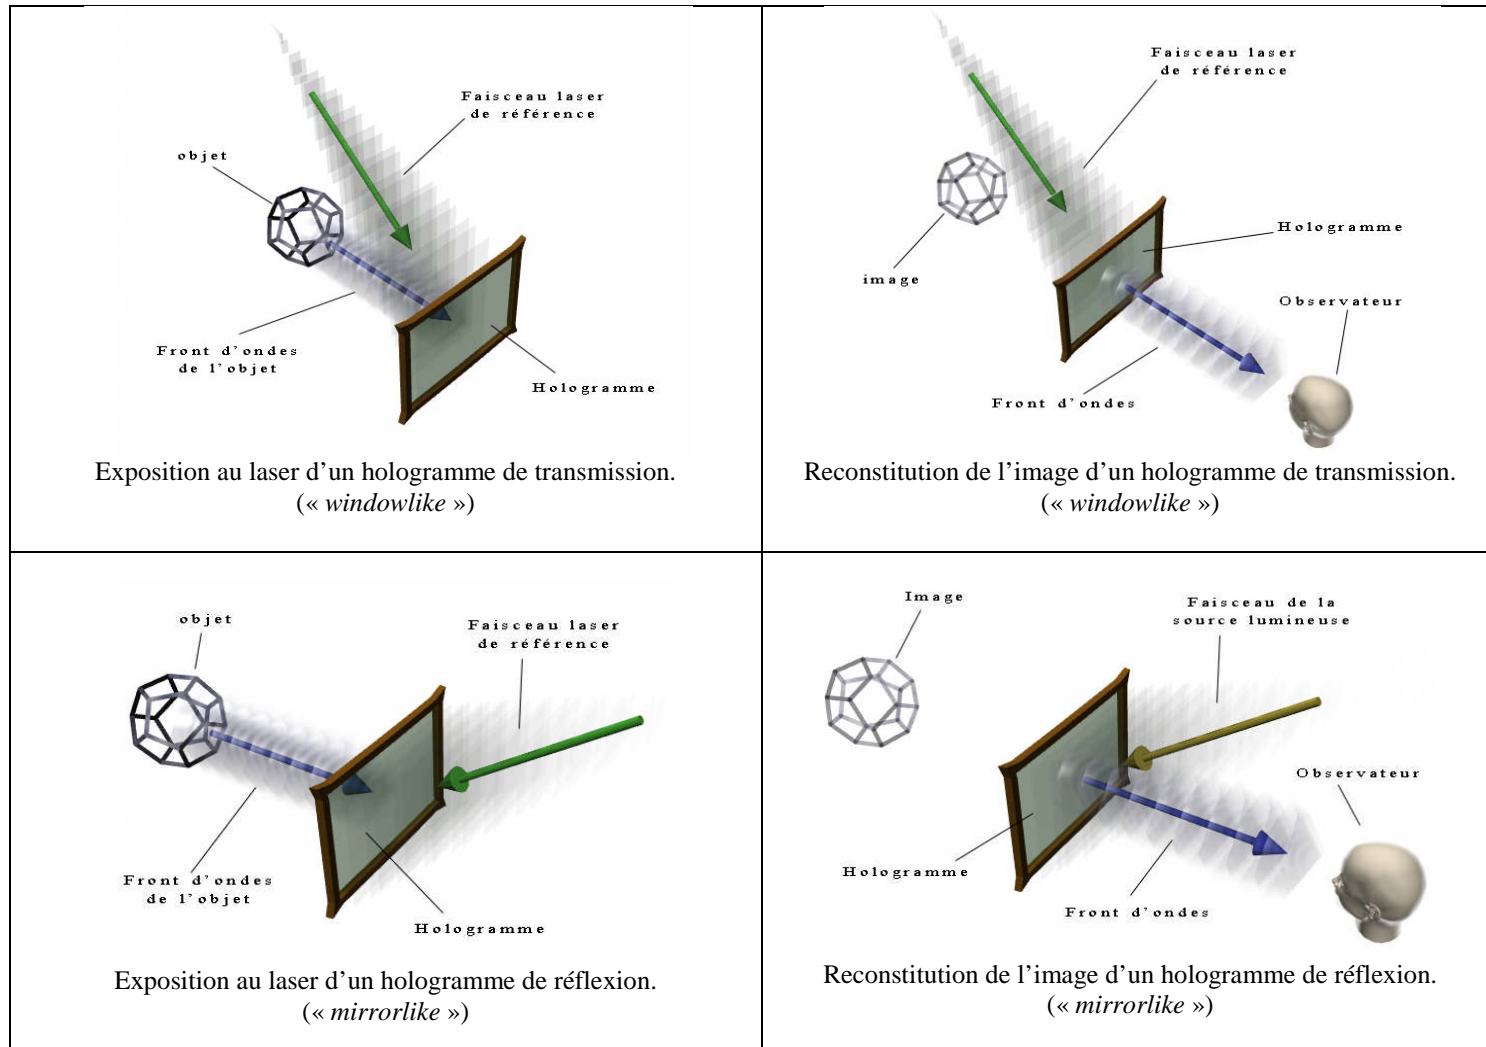 Faisceau laser
de référence
objet
Front d'ondes
de l'objet
Hologramme
Exposition au laser d'un hologramme de transmission.
(« windowlike »)
Faisceau laser
de référence
Hologramme
image
Observateur
Front d'ondes
Reconstitution de l'image d'un hologramme de transmission.
(« windowlike »)
objet
Faisceau laser
de référence
Front d'ondes
de l'objet
Hologramme
Exposition au laser d'un hologramme de réflexion.
(« mirrorlike »)
Image
Faisceau de la
source lumineuse
Observateur
Hologramme
Front d'ondes
Reconstitution de l'image d'un hologramme de réflexion.
(« mirrorlike »)